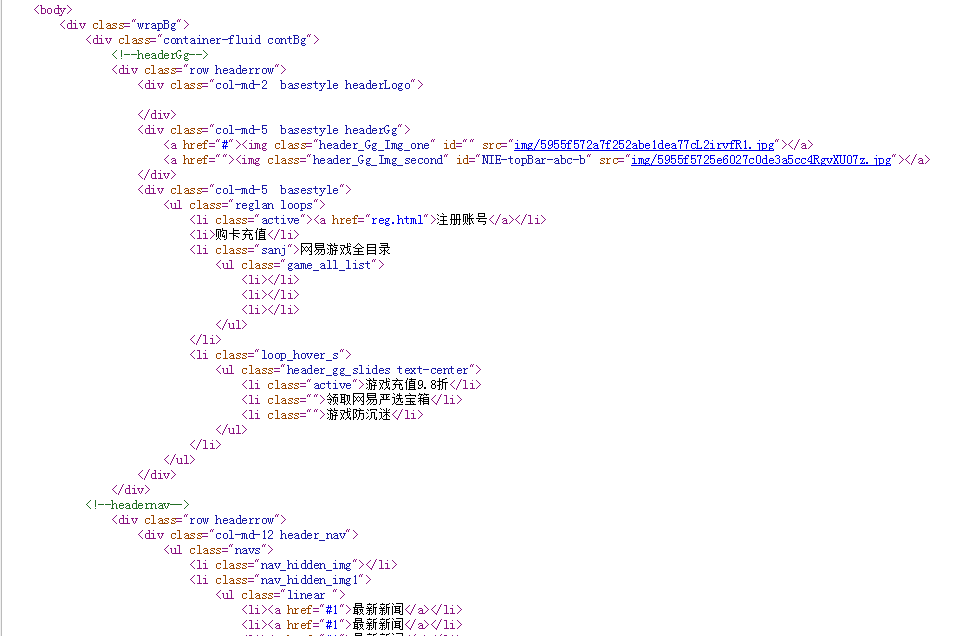 <body>
<div class="wrapBg">
<div class="container-fluid contBg">
<!--headerGg-->
<div class="row headerrow">
<div class="col-md-2  basestyle headerLogo">
</div>
<div class="col-md-5  basestyle headerGg">
<a href="#"><img class="header_Gg_Img_one" id="" src="img/5955f572a7f252abe1dea77cL2irvfR1.jpg"></a>
<a href=""><img class="header_Gg_Img_second" id="NIE-topBar-abc-b" src="img/5955f5725e6027c0de3a5cc4RgvXUO7z.jpg"></a>
</div>
<div class="col-md-5  basestyle">
<ul class="reglan loops">
<li class="active"><a href="reg.html">注册账号</a></li>
<li>购卡充值</li>
<li class="sanj">网易游戏全目录
<ul class="game_all_list">
<li></li>
<li></li>
<li></li>
</ul>
</li>
<li class="loop_hover_s">
<ul class="header_gg_slides text-center">
<li class="active">游戏充值9.8折</li>
<li class="">领取网易严选宝箱</li>
<li class="">游戏防沉迷</li>
</ul>
</li>
</ul>
</div>
</div>
<!--headernav-->
<div class="row headerrow">
<div class="col-md-12 header_nav">
<ul class="navs">
<li class="nav_hidden_img"></li>
<li class="nav_hidden_img1">
<ul class="linear ">
<li><a href="#1">最新新闻</a></li>
<li><a href="#1">最新新闻</a></li>